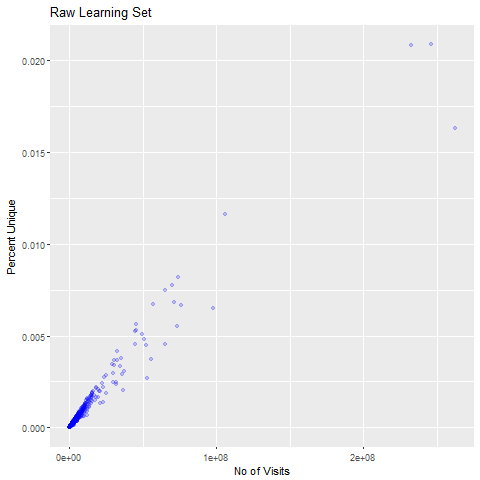 Raw Learning Set
0.020
0.015
0.010
0.005
0.000
Percent Unique
0e+00 1e+08 2e+08
No of Visits